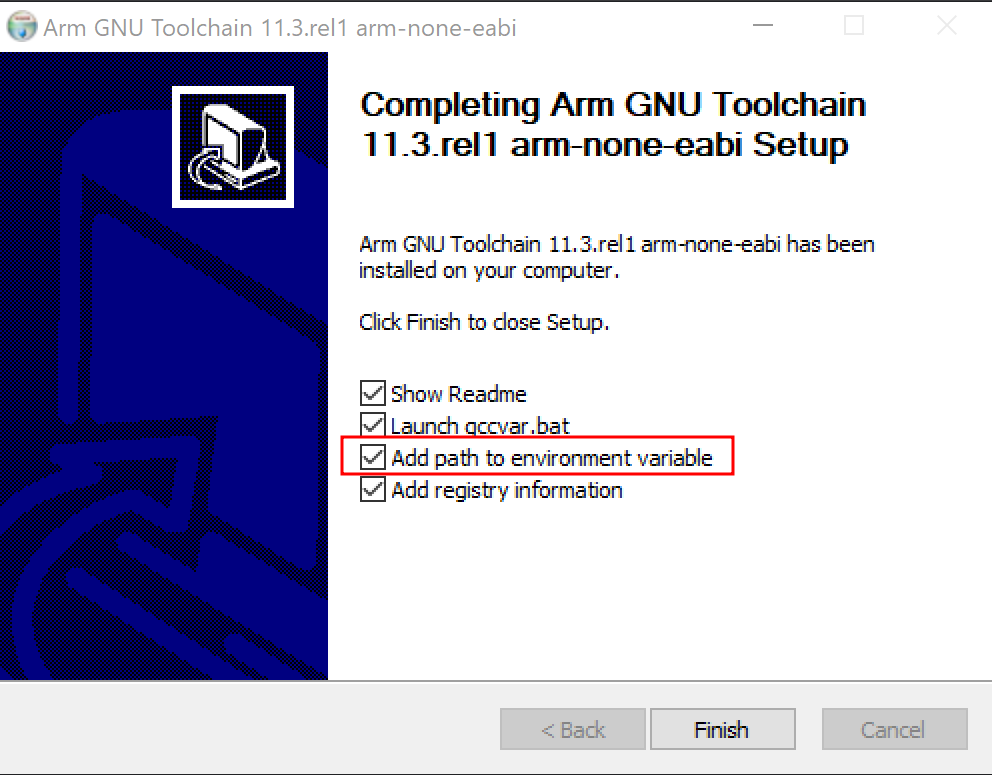 Arm GNU Toolchain 11.3.rel1 arm-none-eabi
Completing Arm GNU Toolchain
11.3.rel1 arm-none-eabi Setup
Arm GNU Toolchain 11.3.rel1 arm-none-eabi has been
installed on your computer.
Click Finish to close Setup.
Show Readme
Launch gccvar.bat
Add path to environment variable
Add registry information
< Back
Finish
Cancel